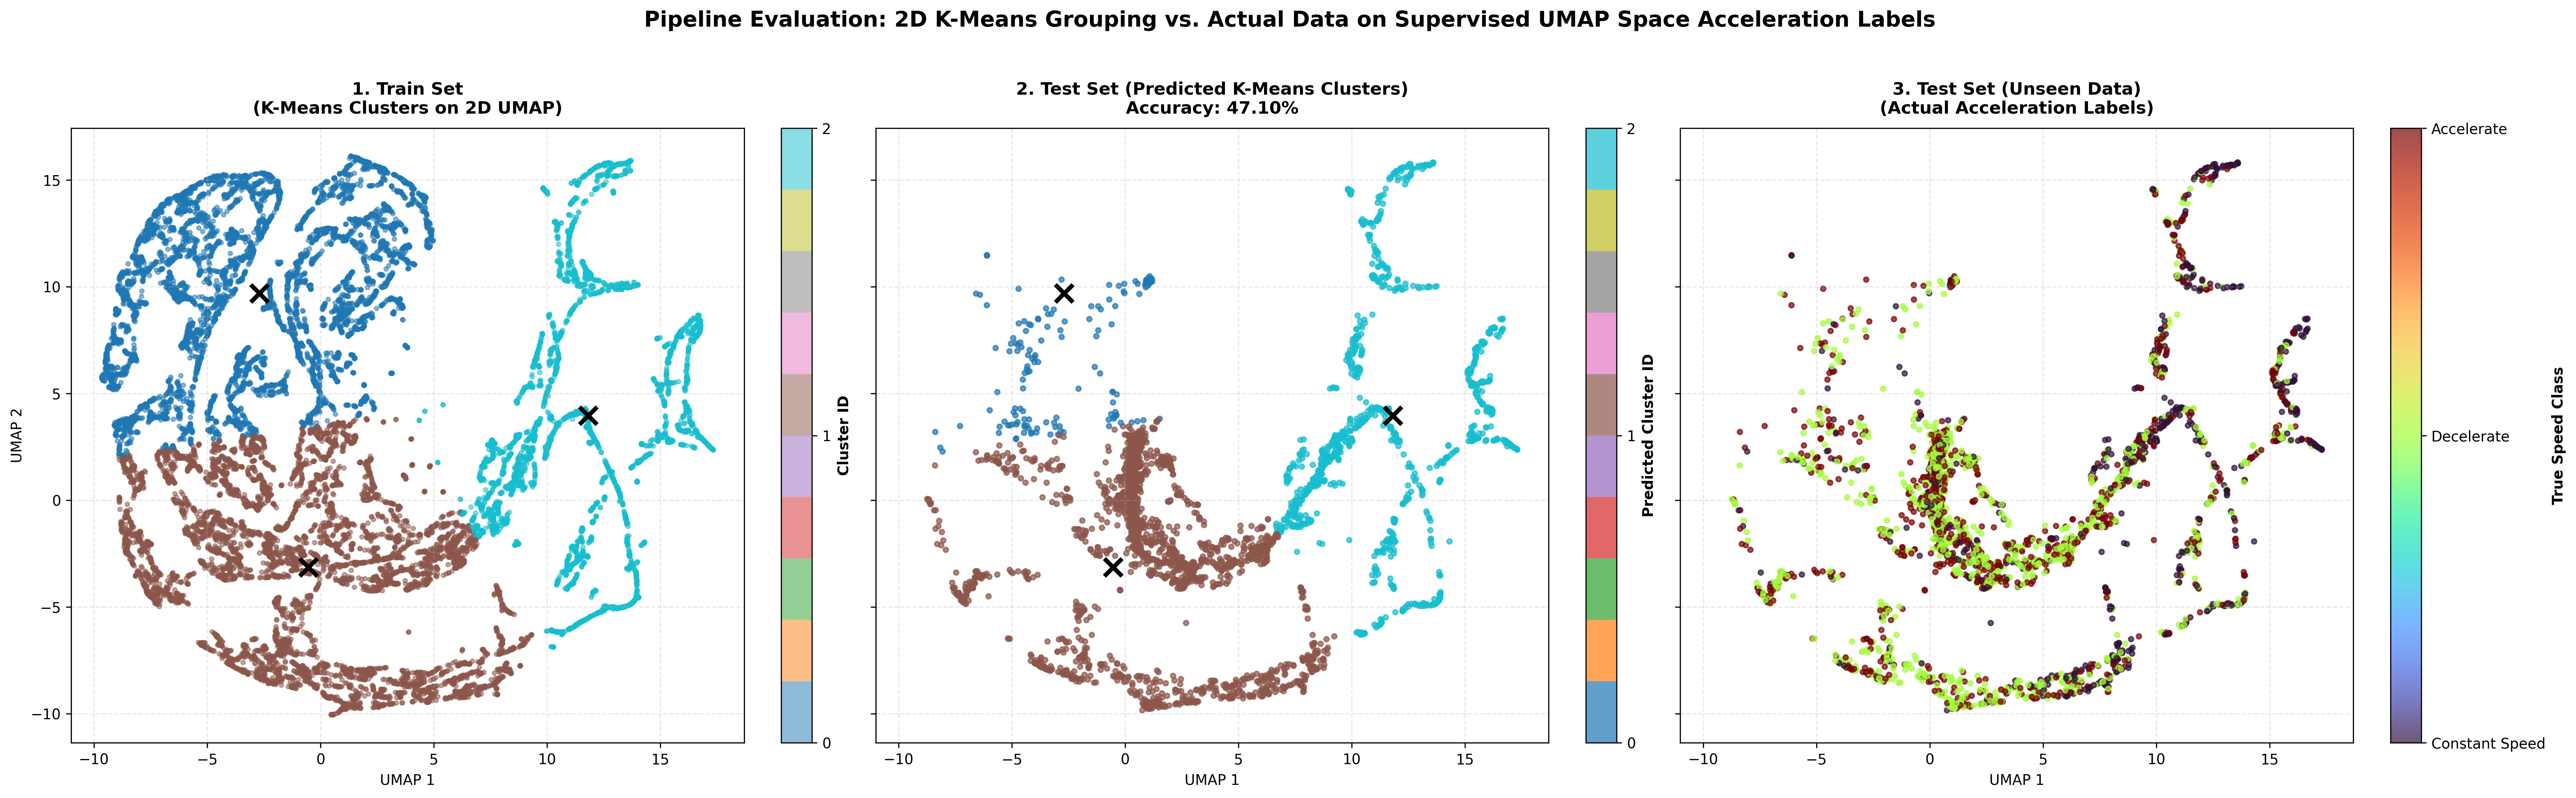 Pipeline Evaluation: 2D K-Means Grouping vs. Actual Data on Supervised UMAP Space Acceleration Labels
1. Train Set
(K-Means Clusters on 2D UMAP)
15
10
5
0
−5
−10
UMAP 2
−10
−5
0
5
10
15
UMAP 1
2
1
0
Cluster ID
2. Test Set (Predicted K-Means Clusters)
Accuracy: 47.10%
−10
−5
0
5
10
15
UMAP 1
2
1
0
Predicted Cluster ID
3. Test Set (Unseen Data)
(Actual Acceleration Labels)
−10
−5
0
5
10
15
UMAP 1
Accelerate
Decelerate
Constant Speed
True Speed Class